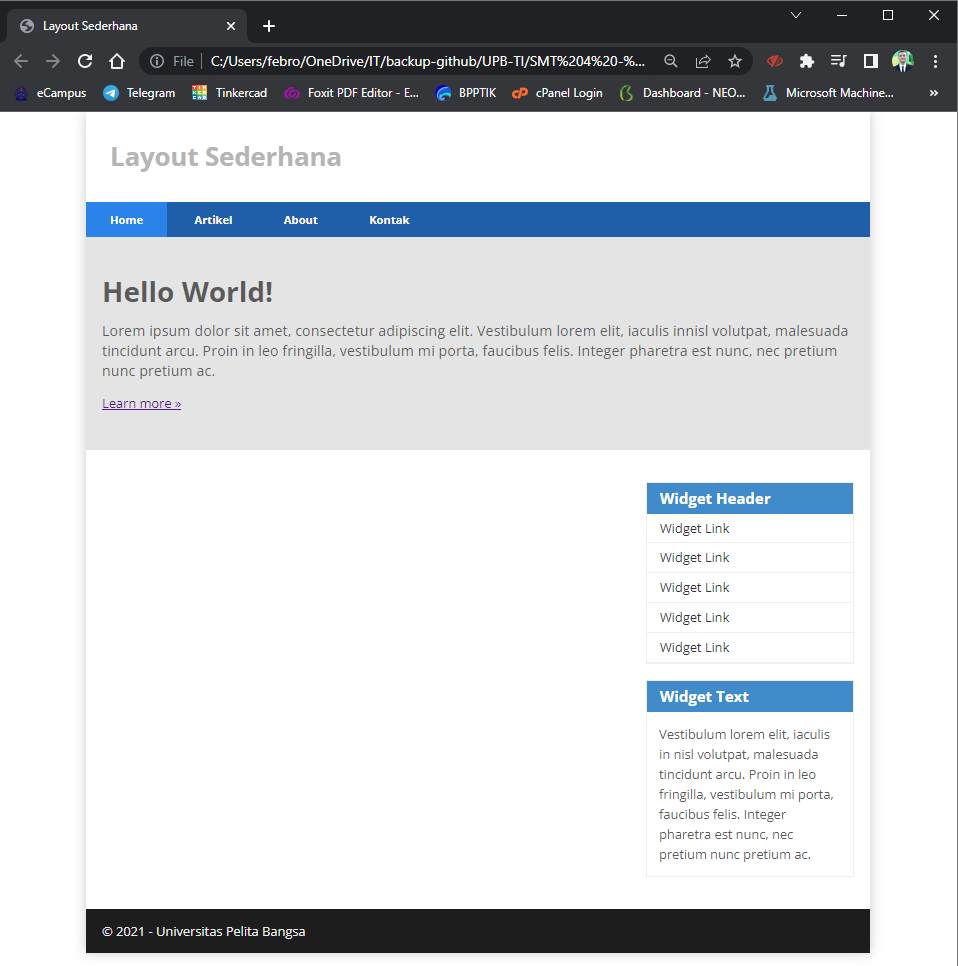 Layout Sederhana
File
C:/Users/febro/OneDrive/IT/backup-github/UPB-TI/SMT%204%20-%...
eCampus
Telegram
Tinkercad
Foxit PDF Editor - E...
BPPTIK
cPanel Login
Dashboard - NEO...
Microsoft Machine...
»
Layout Sederhana
Home
Artikel
About
Kontak
Hello World!
Lorem ipsum dolor sit amet, consectetur adipiscing elit. Vestibulum lorem elit, iaculis innisl volutpat, malesuada
tincidunt arcu. Proin in leo fringilla, vestibulum mi porta, faucibus felis. Integer pharetra est nunc, nec pretium
nunc pretium ac.
Learn more »
Widget Header
Widget Link
Widget Link
Widget Link
Widget Link
Widget Link
Widget Text
Vestibulum lorem elit, iaculis
in nisl volutpat, malesuada
tincidunt arcu. Proin in leo
fringilla, vestibulum mi porta,
faucibus felis. Integer
pharetra est nunc, nec
pretium nunc pretium ac.
© 2021 - Universitas Pelita Bangsa